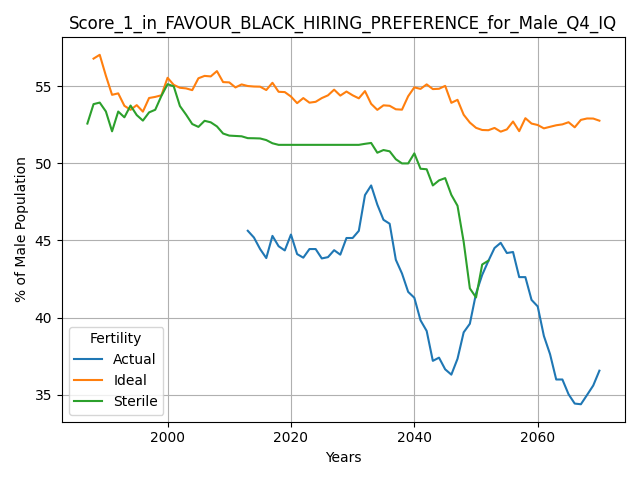 Score_1_in_FAVOUR_BLACK_HIRING_PREFERENCE_for_Male_Q4_IQ
% of Male Population
55
50
45
40
35
Fertility
Actual
Ideal
Sterile
2000
2020
2040
2060
Years